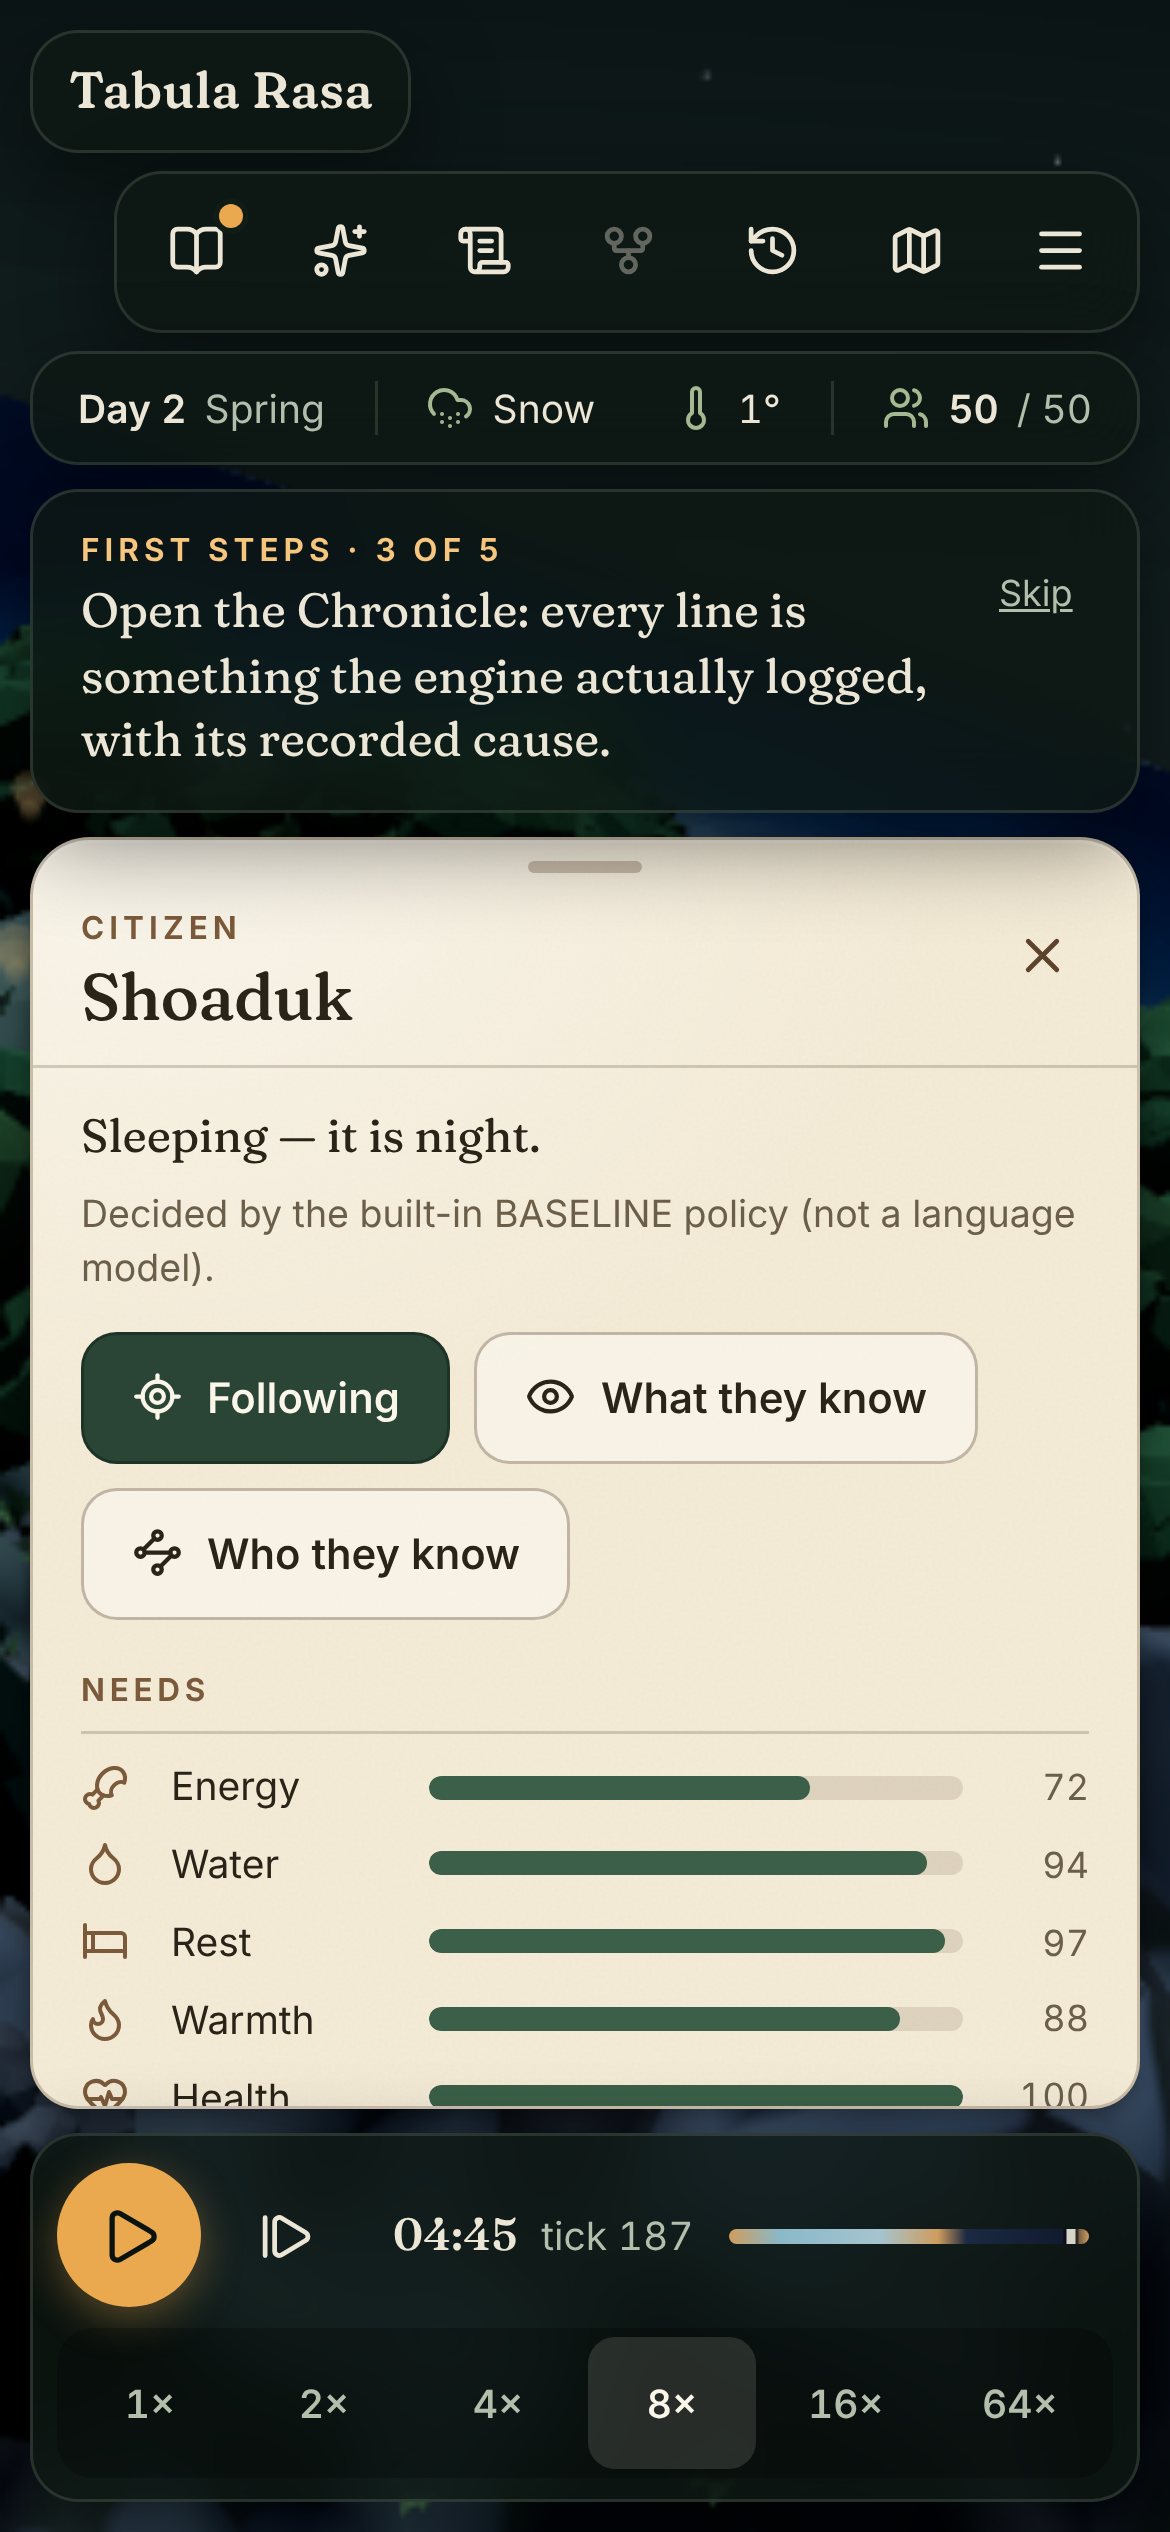 Tabula Rasa
Day 2 Spring Snow 1° 50 / 50
FIRST STEPS · 3 OF 5
Open the Chronicle: every line is
something the engine actually logged,
with its recorded cause.
Skip
CITIZEN
Shoaduk
Sleeping — it is night.
Decided by the built-in BASELINE policy (not a language
model).
Following
What they know
Who they know
NEEDS
Energy 72
Water 94
Rest 97
Warmth 88
Health 100
04:45 tick 187
1× 2× 4× 8× 16× 64×